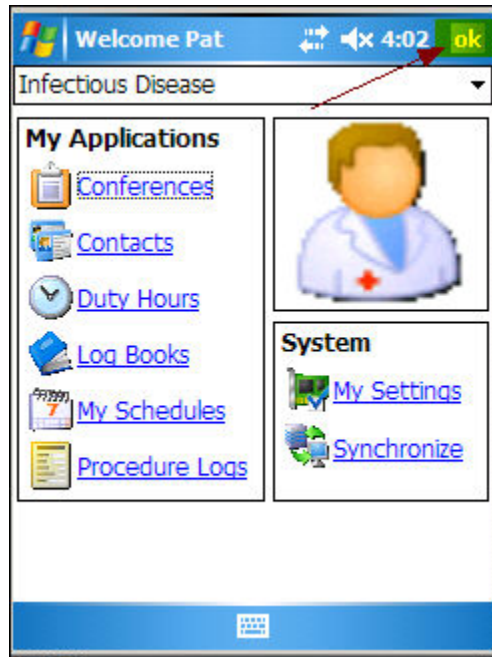 Welcome Pat 4:02 ok
Infectious Disease
My Applications
Conferences
Contacts
Duty Hours
Log Books
My Schedules
7
Procedure Logs
System
My Settings
Synchronize